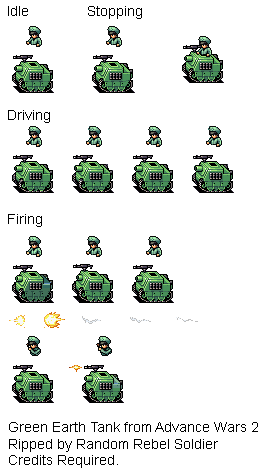 Idle Stopping
Driving
Firing
Green Earth Tank from Advance Wars 2
Ripped by Random Rebel Soldier
Credits Required.